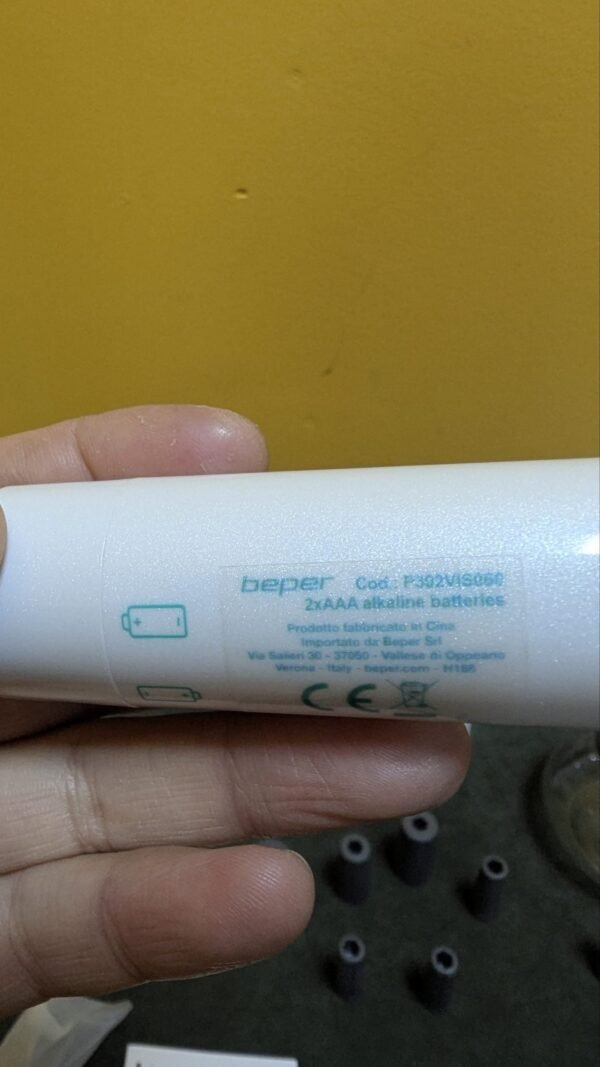 beper Cod.: P302VIS060
2xAAA alkaline batteries
Prodotto fabbricato in Cina
Importato da Beper Srl
Via Salieri 30 - 37050 - Vallese di Oppeano
Verona - Italy - beper.com - H188
CE